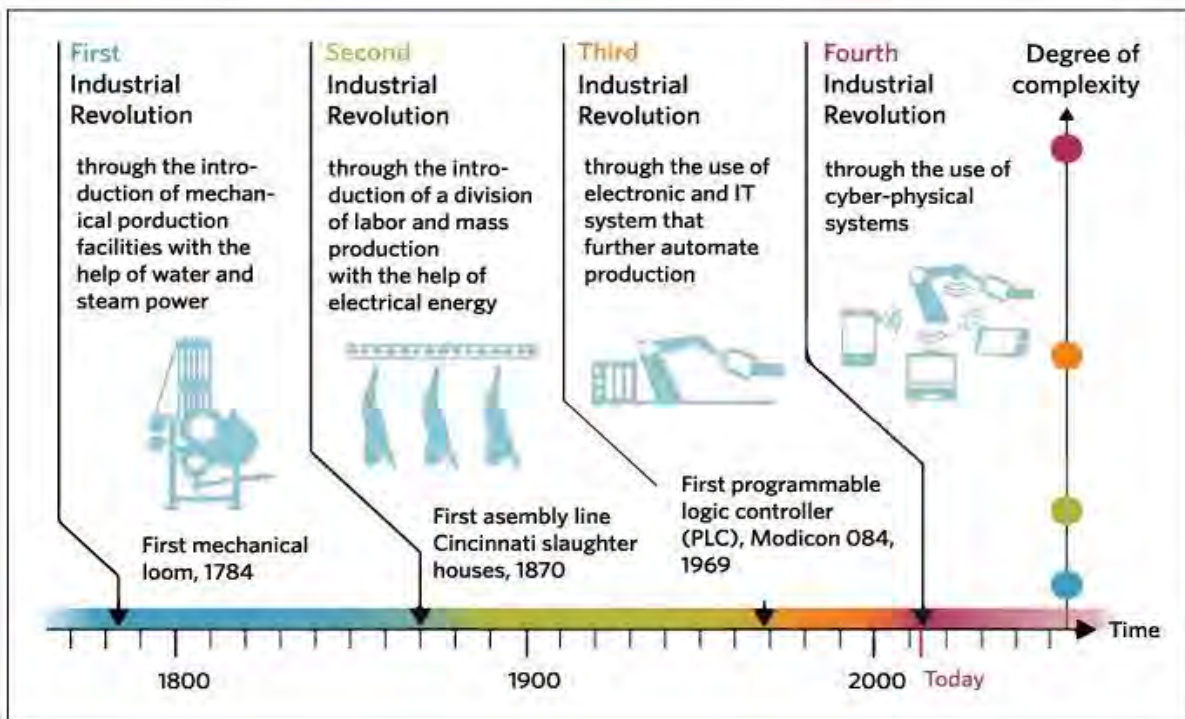 First
Industrial
Revolution
through the intro-
duction of mechan-
ical porduction
facilities with the
help of water and
steam power
First mechanical
loom, 1784
Second
Industrial
Revolution
through the intro-
duction of a division
of labor and mass
production
with the help of
electrical energy
First asembly line
Cincinnati slaughter
houses, 1870
Third
Industrial
Revolution
through the use of
electronic and IT
system that
further automate
production
First programmable
logic controller
(PLC), Modicon 084,
1969
Fourth
Industrial
Revolution
through the use of
cyber-physical
systems
Degree of
complexity
Time
1800
1900
2000
Today